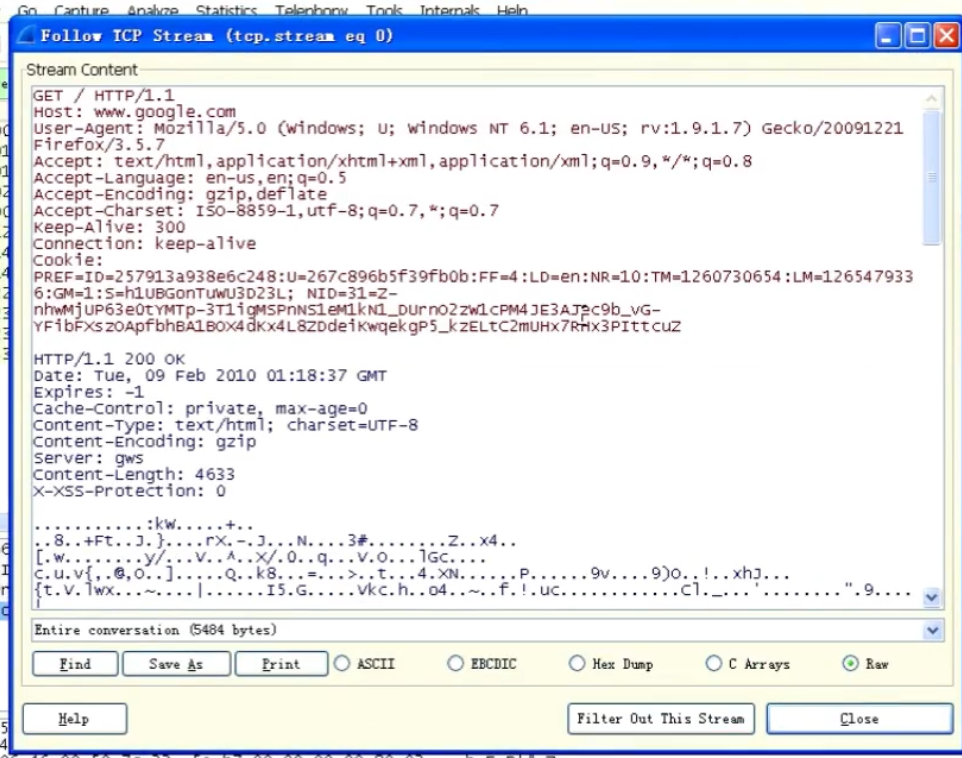 Go Capture Analyze Statistics Telephony Tools Internals Help
Follow TCP Stream (tcp.stream eq 0)
Stream Content
GET / HTTP/1.1
Host: www.google.com
User-Agent: Mozilla/5.0 (Windows; U; Windows NT 6.1; en-US; rv:1.9.1.7) Gecko/20091221
Firefox/3.5.7
Accept: text/html,application/xhtml+xml,application/xml;q=0.9,*/*;q=0.8
Accept-Language: en-us,en;q=0.5
Accept-Encoding: gzip,deflate
Accept-Charset: ISO-8859-1,utf-8;q=0.7,*;q=0.7
Keep-Alive: 300
Connection: keep-alive
Cookie:
PREF=ID=257913a938e6c248:U=267c896b5f39fb0b:FF=4:LD=en:NR=10:TM=1260730654:LM=126547933
6:GM=1:S=h1UBGonTuWU3D23L; NID=31=Z-
nhwMjUP63e0tYMTp-3T1igMSPnNS1eM1kN1_DUrnO2zW1cPM4JE3AJec9b_vG-
YFibFXszOApfbhBA1BOX4dKx4L8ZDdeiKwqekgP5_kzELtC2mUHx7RHx3PIttcuZ
HTTP/1.1 200 OK
Date: Tue, 09 Feb 2010 01:18:37 GMT
Expires: -1
Cache-Control: private, max-age=0
Content-Type: text/html; charset=UTF-8
Content-Encoding: gzip
Server: gws
Content-Length: 4633
X-XSS-Protection: 0
...........:kW.....+..
..8..+Ft..J.}....rX.-.J...N....3#........Z..x4..
[.w........y/...V..^..X/.0..q...V.O...lGc....
c.u.v{,.@,O..].....Q..k8...=...>..t...4.XN......P......9v....9)O..!..xhJ...
{t.V.lwx...~....|.......I5.G.....Vkc.h..o4..~..f.!.uc............Cl._...'........".9....
Entire conversation (5484 bytes)
Find Save As Print ASCII EBCDIC Hex Dump C Arrays Raw
Help Filter Out This Stream Close